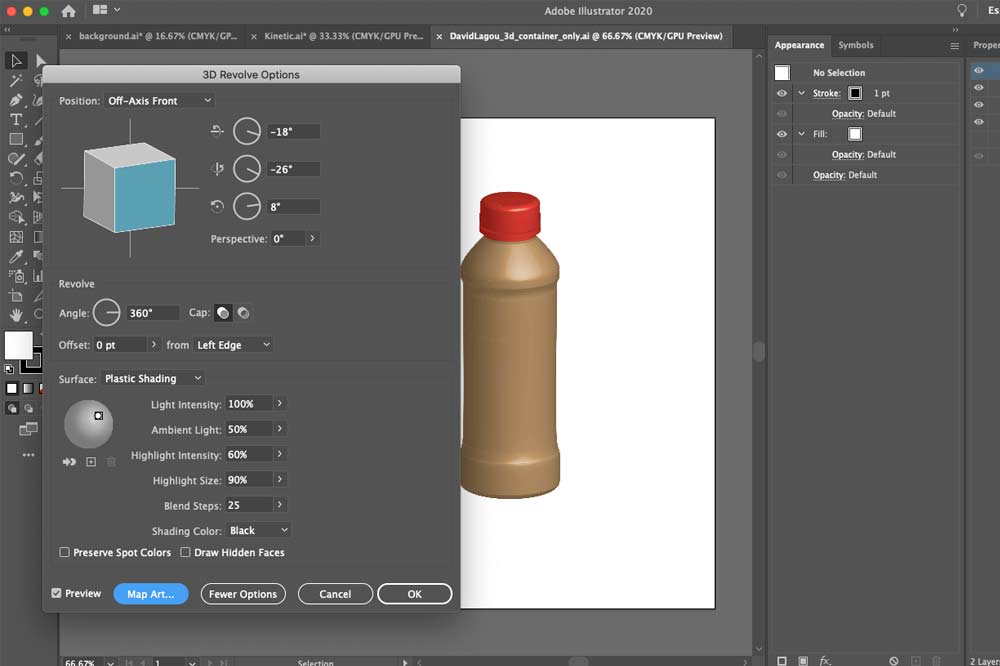 Adobe Illustrator 2020
Es
background.ai* @ 16.67% (CMYK/GP...
Kinetic.ai* @ 33.33% (CMYK/GPU Pre...
DavidLagou_3d_container_only.ai @ 66.67% (CMYK/GPU Preview)
3D Revolve Options
Position: Off-Axis Front
-18°
-26°
8°
Perspective: 0°
Revolve
Angle: 360° Cap:
Offset: 0 pt from Left Edge
Surface: Plastic Shading
Light Intensity: 100%
Ambient Light: 50%
Highlight Intensity: 60%
Highlight Size: 90%
Blend Steps: 25
Shading Color: Black
Preserve Spot Colors Draw Hidden Faces
Preview Map Art... Fewer Options Cancel OK
Appearance Symbols Proper
No Selection
Stroke: 1 pt
Opacity: Default
Fill:
Opacity: Default
Opacity: Default
fx.
66.67% 1 Selection
2 Layer